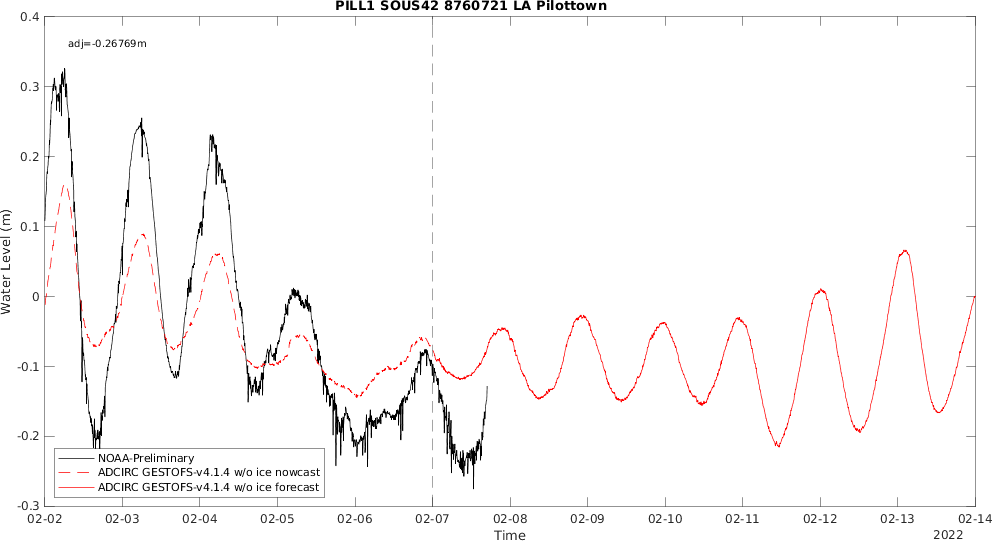 PILL1 SOUS42 8760721 LA Pilottown
adj=-0.26769m
0.4
0.3
0.2
0.1
0
-0.1
-0.2
-0.3
Water Level (m)
NOAA-Preliminary
ADCIRC GESTOFS-v4.1.4 w/o ice nowcast
ADCIRC GESTOFS-v4.1.4 w/o ice forecast
02-02 02-03 02-04 02-05 02-06 02-07 02-08 02-09 02-10 02-11 02-12 02-13 02-14
Time
2022